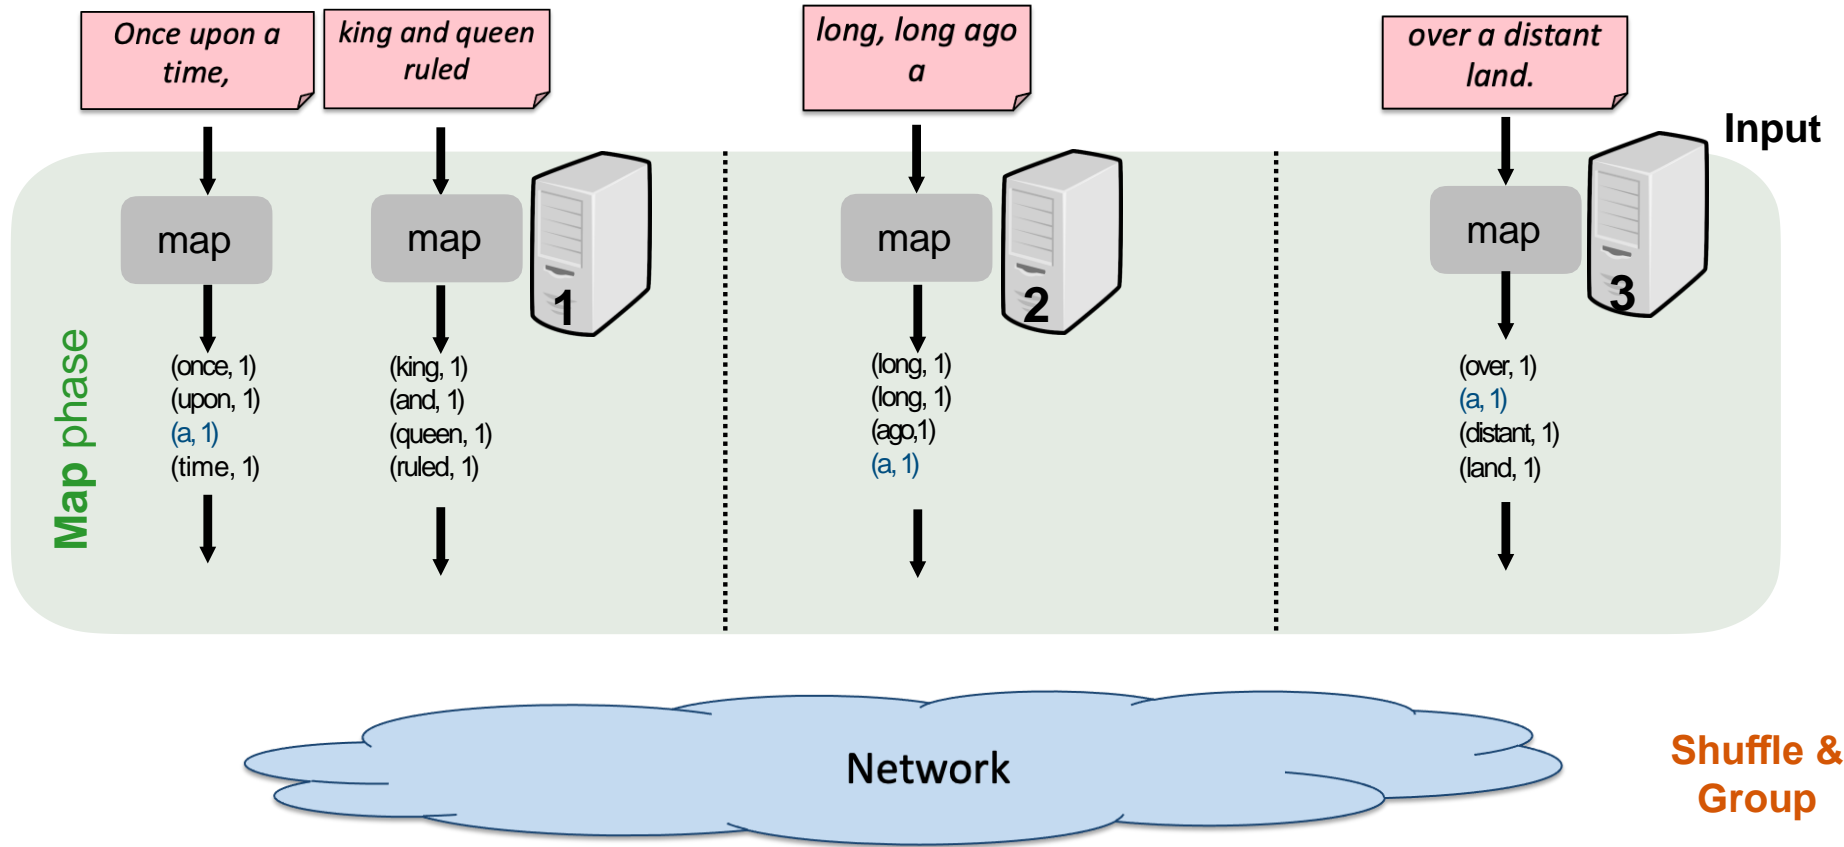 Once upon a
time,
king and queen
ruled
long, long ago
a
over a distant
land.
Input
map
map
map
map
1
2
3
Map phase
(once, 1)
(upon, 1)
(a, 1)
(time, 1)
(king, 1)
(and, 1)
(queen, 1)
(ruled, 1)
(long, 1)
(long, 1)
(ago,1)
(a, 1)
(over, 1)
(a, 1)
(distant, 1)
(land, 1)
Network
Shuffle &
Group